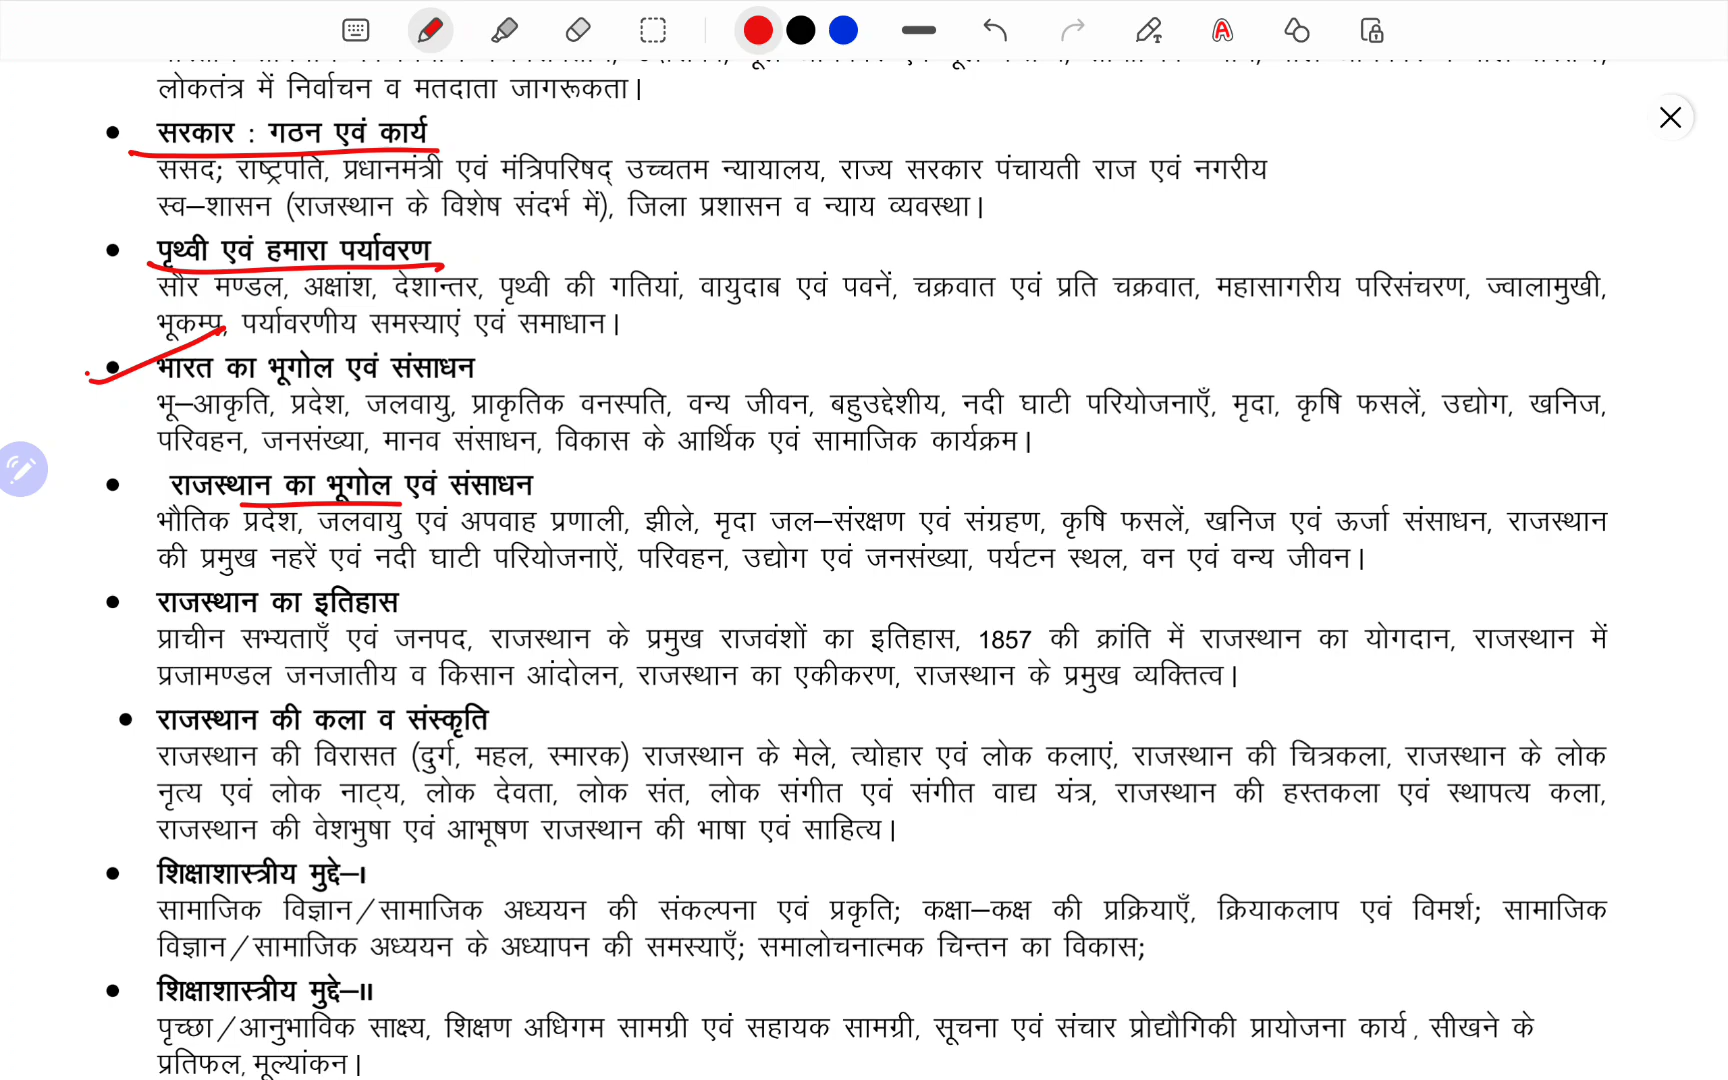 लोकतंत्र में निर्वाचन व मतदाता जागरूकता।
सरकार : गठन एवं कार्य
संसद; राष्ट्रपति, प्रधानमंत्री एवं मंत्रिपरिषद् उच्चतम न्यायालय, राज्य सरकार पंचायती राज एवं नगरीय
स्व–शासन (राजस्थान के विशेष संदर्भ में), जिला प्रशासन व न्याय व्यवस्था।
पृथ्वी एवं हमारा पर्यावरण
सौर मण्डल, अक्षांश, देशान्तर, पृथ्वी की गतियां, वायुदाब एवं पवनें, चक्रवात एवं प्रति चक्रवात, महासागरीय परिसंचरण, ज्वालामुखी,
भूकम्प, पर्यावरणीय समस्याएं एवं समाधान।
भारत का भूगोल एवं संसाधन
भू–आकृति, प्रदेश, जलवायु, प्राकृतिक वनस्पति, वन्य जीवन, बहुउद्देशीय, नदी घाटी परियोजनाएँ, मृदा, कृषि फसलें, उद्योग, खनिज,
परिवहन, जनसंख्या, मानव संसाधन, विकास के आर्थिक एवं सामाजिक कार्यक्रम।
राजस्थान का भूगोल एवं संसाधन
भौतिक प्रदेश, जलवायु एवं अपवाह प्रणाली, झीले, मृदा जल–संरक्षण एवं संग्रहण, कृषि फसलें, खनिज एवं ऊर्जा संसाधन, राजस्थान
की प्रमुख नहरें एवं नदी घाटी परियोजनाऐं, परिवहन, उद्योग एवं जनसंख्या, पर्यटन स्थल, वन एवं वन्य जीवन।
राजस्थान का इतिहास
प्राचीन सभ्यताएँ एवं जनपद, राजस्थान के प्रमुख राजवंशों का इतिहास, 1857 की क्रांति में राजस्थान का योगदान, राजस्थान में
प्रजामण्डल जनजातीय व किसान आंदोलन, राजस्थान का एकीकरण, राजस्थान के प्रमुख व्यक्तित्व।
राजस्थान की कला व संस्कृति
राजस्थान की विरासत (दुर्ग, महल, स्मारक) राजस्थान के मेले, त्योहार एवं लोक कलाएं, राजस्थान की चित्रकला, राजस्थान के लोक
नृत्य एवं लोक नाट्य, लोक देवता, लोक संत, लोक संगीत एवं संगीत वाद्य यंत्र, राजस्थान की हस्तकला एवं स्थापत्य कला,
राजस्थान की वेशभुषा एवं आभूषण राजस्थान की भाषा एवं साहित्य।
शिक्षाशास्त्रीय मुद्दे–I
सामाजिक विज्ञान/सामाजिक अध्ययन की संकल्पना एवं प्रकृति; कक्षा–कक्ष की प्रक्रियाएँ, क्रियाकलाप एवं विमर्श; सामाजिक
विज्ञान/सामाजिक अध्ययन के अध्यापन की समस्याएँ; समालोचनात्मक चिन्तन का विकास;
शिक्षाशास्त्रीय मुद्दे–II
पृच्छा/आनुभाविक साक्ष्य, शिक्षण अधिगम सामग्री एवं सहायक सामग्री, सूचना एवं संचार प्रोद्यौगिकी प्रायोजना कार्य, सीखने के
प्रतिफल, मूल्यांकन।